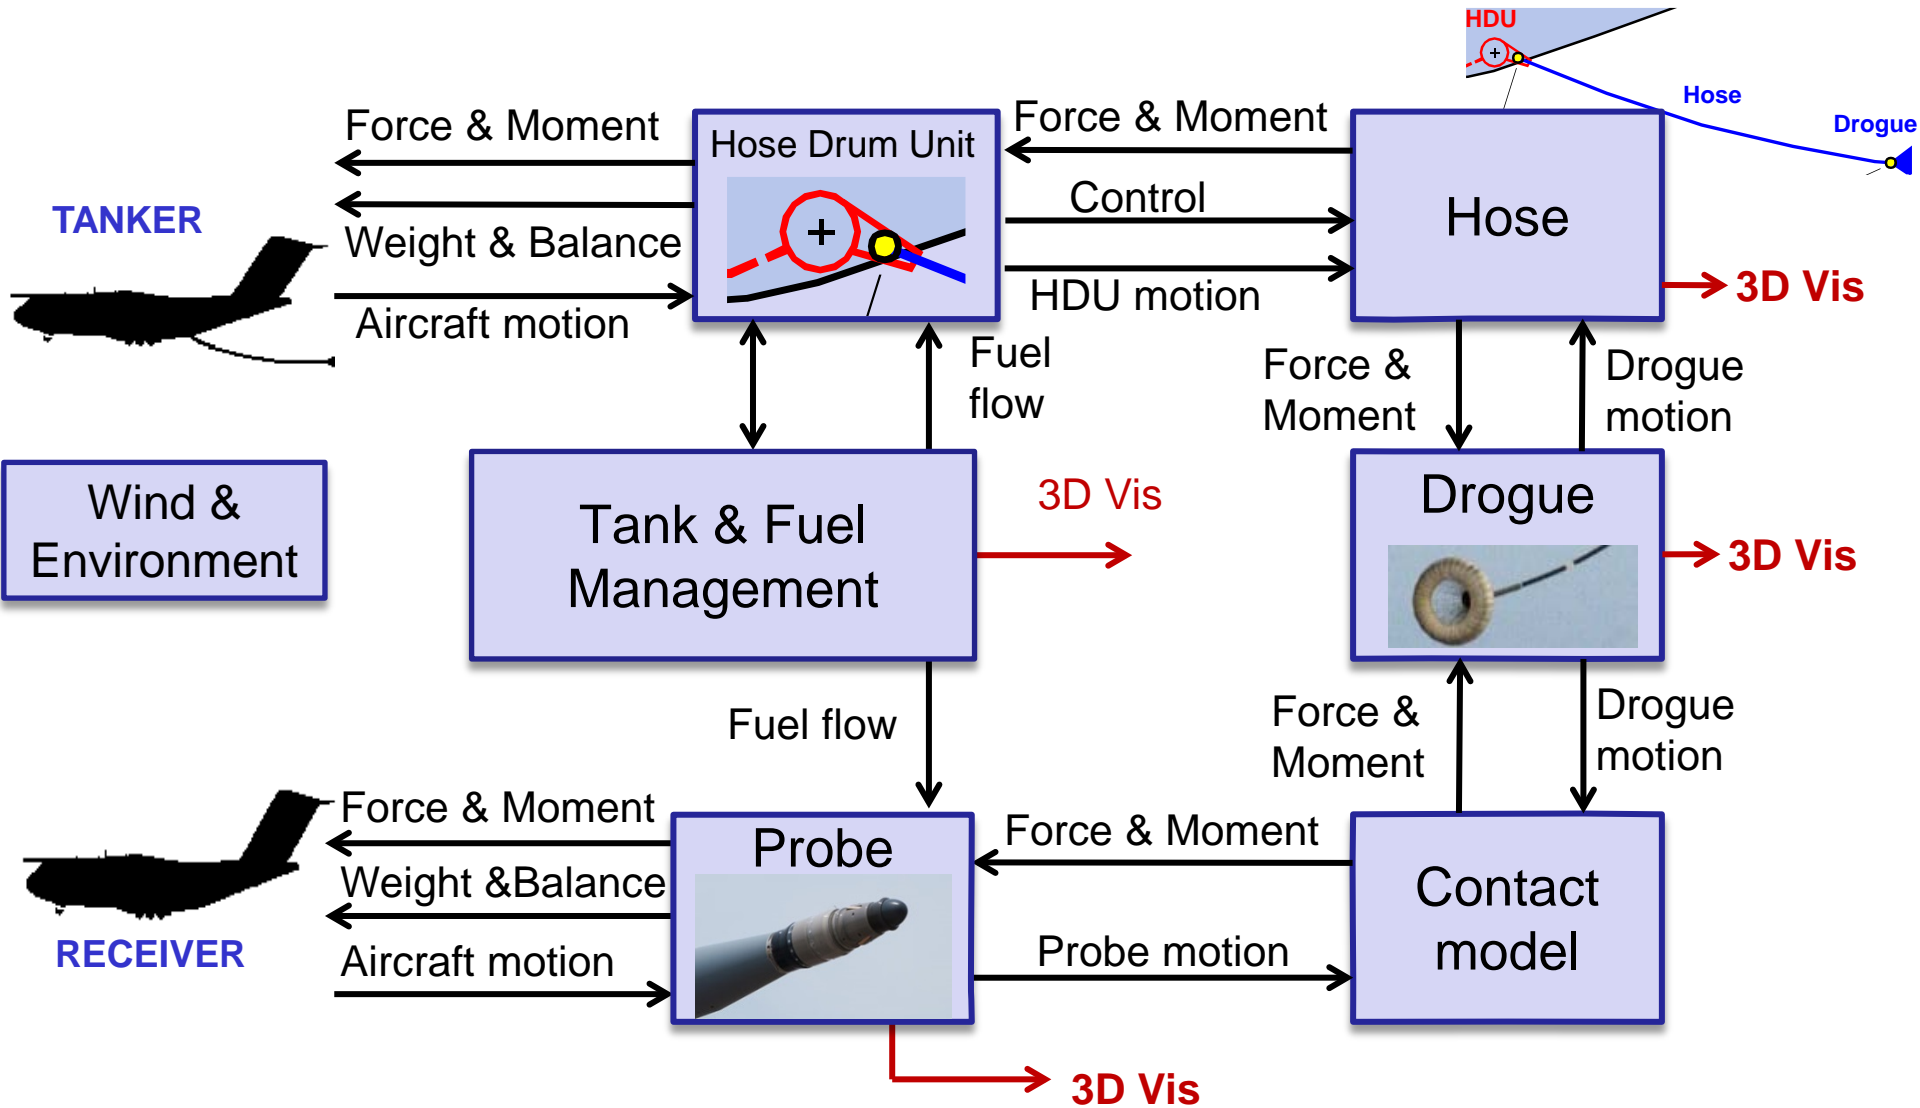 HDU
Hose
Drogue
Force & Moment
Hose Drum Unit
Force & Moment
Control
Hose
TANKER
Weight & Balance
HDU motion
3D Vis
Aircraft motion
Fuel
flow
Force &
Moment
Drogue
motion
Wind &
Environment
Tank & Fuel
Management
3D Vis
Drogue
3D Vis
Fuel flow
Force &
Moment
Drogue
motion
Force & Moment
Probe
Force & Moment
Weight &Balance
Contact
model
RECEIVER
Aircraft motion
Probe motion
3D Vis